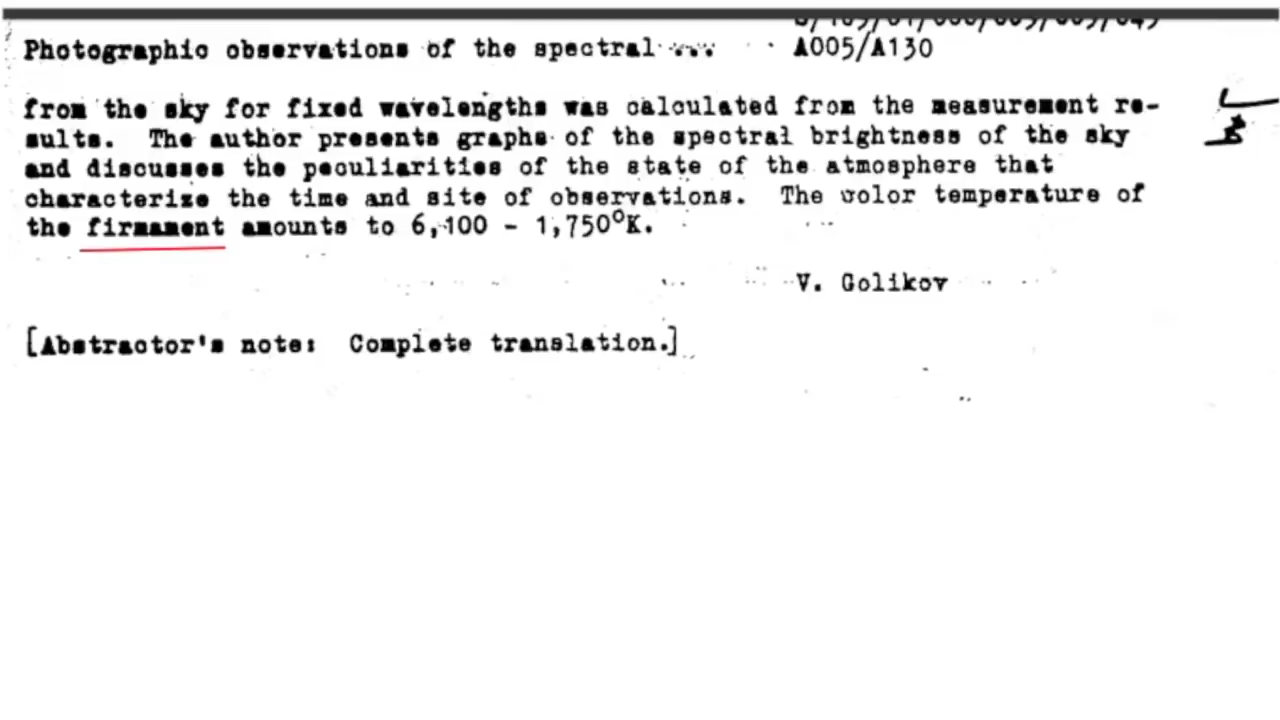 Photographic observations of the spectral ... A005/A130
from the sky for fixed wavelengths was calculated from the measurement re-
sults. The author presents graphs of the spectral brightness of the sky
and discusses the peculiarities of the state of the atmosphere that
characterize the time and site of observations. The color temperature of
the firmament amounts to 6,100 - 1,750°K.
V. Golikov
[Abstractor's note: Complete translation.]